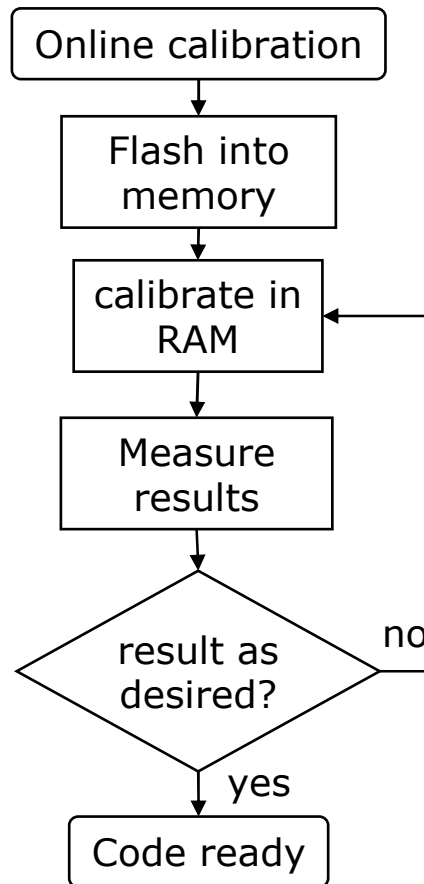 Online calibration
Flash into
memory
calibrate in
RAM
Measure
results
result as
desired?
no
yes
Code ready